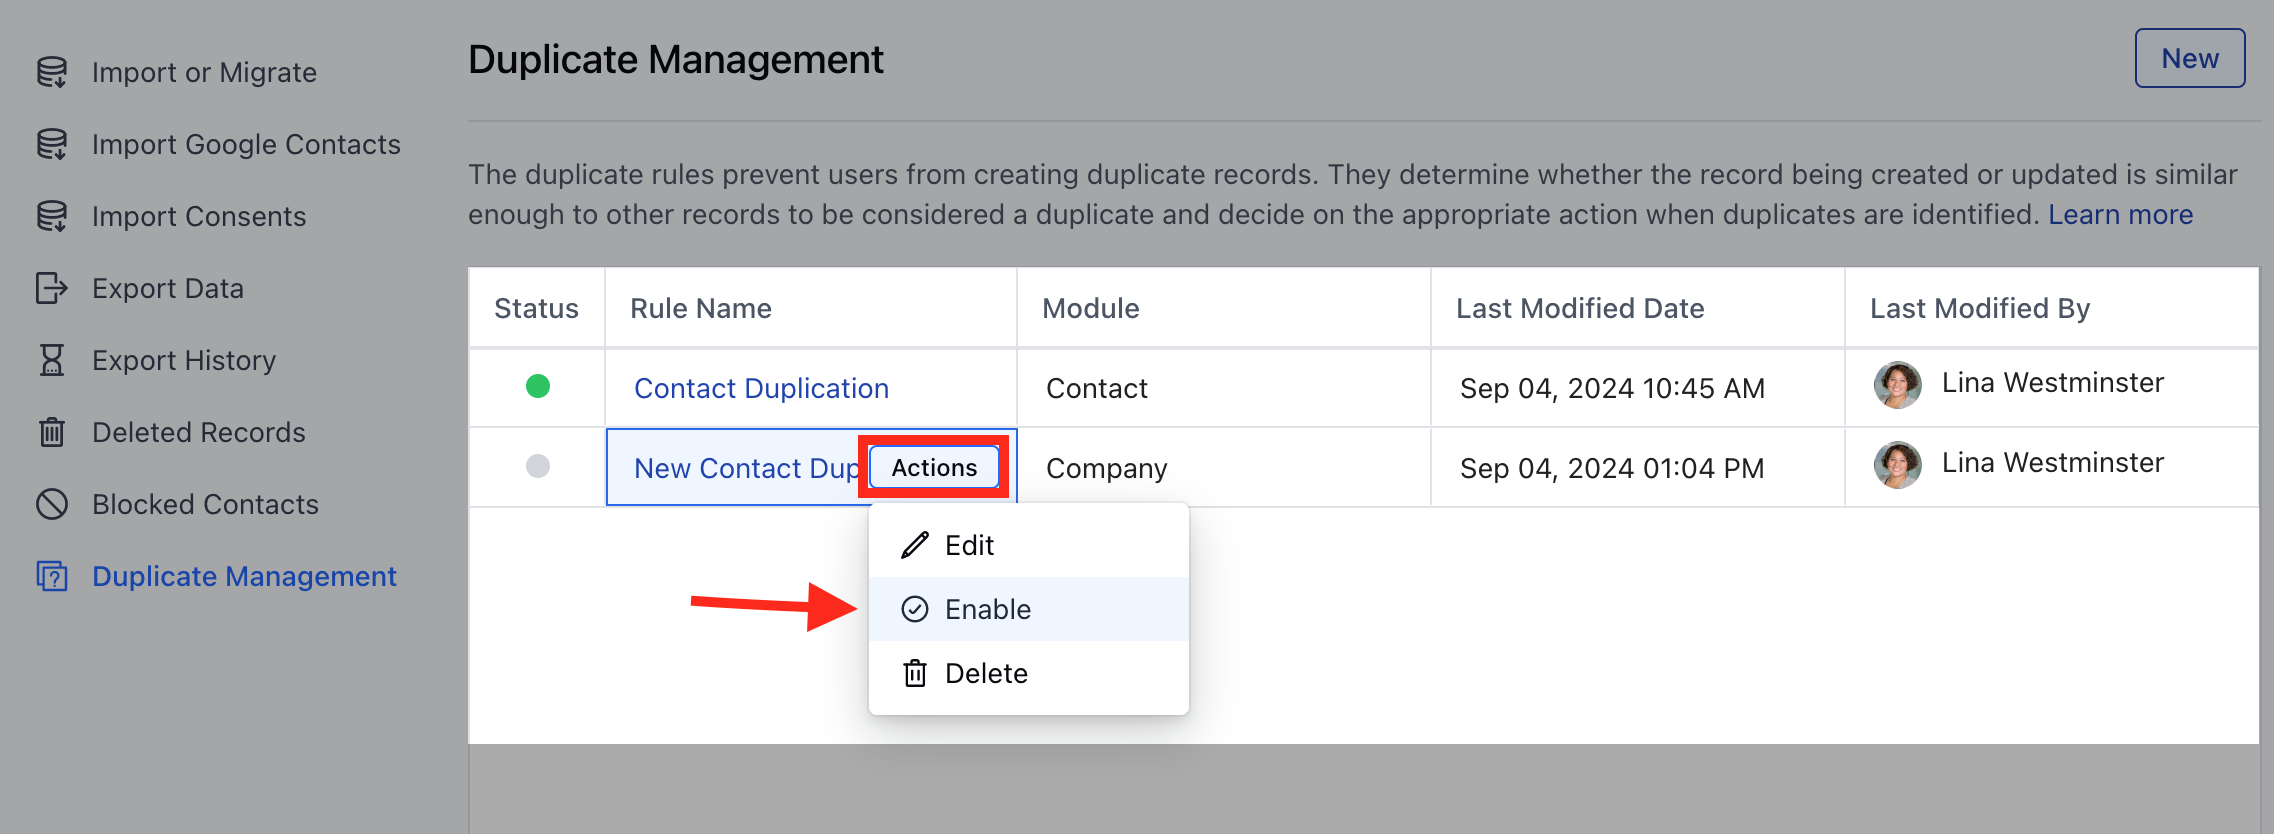 Import or Migrate
Import Google Contacts
Import Consents
Export Data
Export History
Deleted Records
Blocked Contacts
Duplicate Management
Duplicate Management
New
The duplicate rules prevent users from creating duplicate records. They determine whether the record being created or updated is similar
enough to other records to be considered a duplicate and decide on the appropriate action when duplicates are identified. Learn more
Status Rule Name Module Last Modified Date Last Modified By
Contact Duplication Contact Sep 04, 2024 10:45 AM Lina Westminster
New Contact Dup Actions Company Sep 04, 2024 01:04 PM Lina Westminster
Edit
Enable
Delete